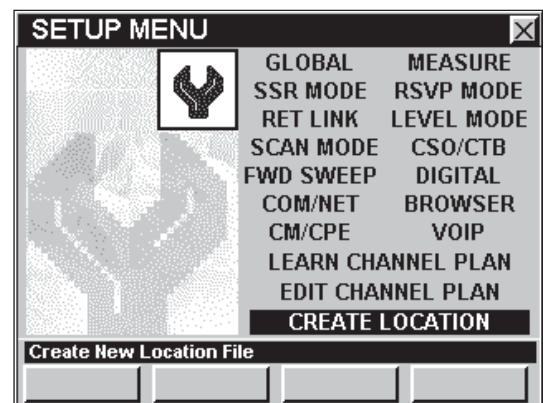 SETUP MENU
GLOBAL MEASURE
SSR MODE RSVP MODE
RET LINK LEVEL MODE
SCAN MODE CSO/CTB
FWD SWEEP DIGITAL
COM/NET BROWSER
CM/CPE VOIP
LEARN CHANNEL PLAN
EDIT CHANNEL PLAN
CREATE LOCATION
Create New Location File